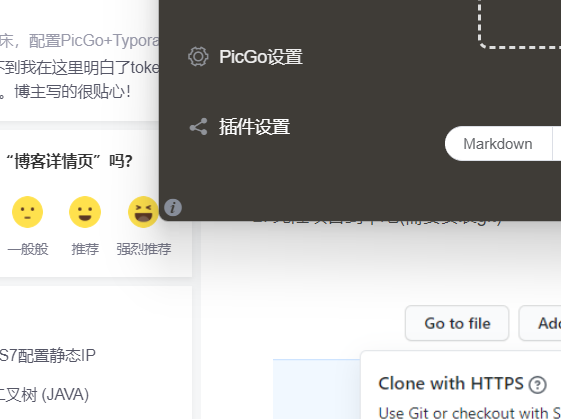 床，配置PicGo+Typora
不到我在这里明白了toke
。博主写的很贴心！
“博客详情页”吗？
一般般
推荐
强烈推荐
S7配置静态IP
二叉树 (JAVA)
PicGo设置
插件设置
Markdown
Go to file
Add
Clone with HTTPS
Use Git or checkout with S